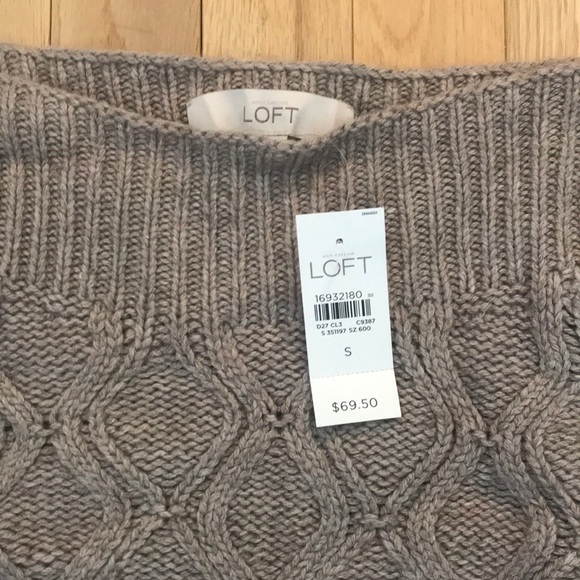 LOFT
LOFT
16932180
D27 CL3 C9387
S 351197 SZ 600
S
$69.50